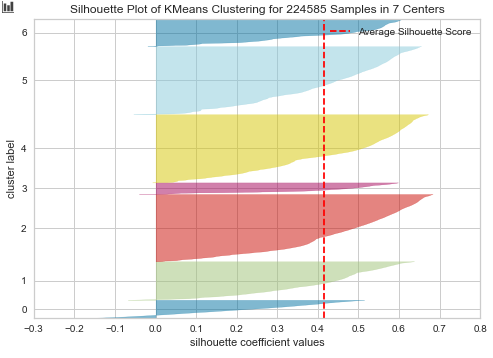 Silhouette Plot of KMeans Clustering for 224585 Samples in 7 Centers
Average Silhouette Score
6
5
4
3
2
1
0
cluster label
−0.3 −0.2 −0.1 0.0 0.1 0.2 0.3 0.4 0.5 0.6 0.7 0.8
silhouette coefficient values